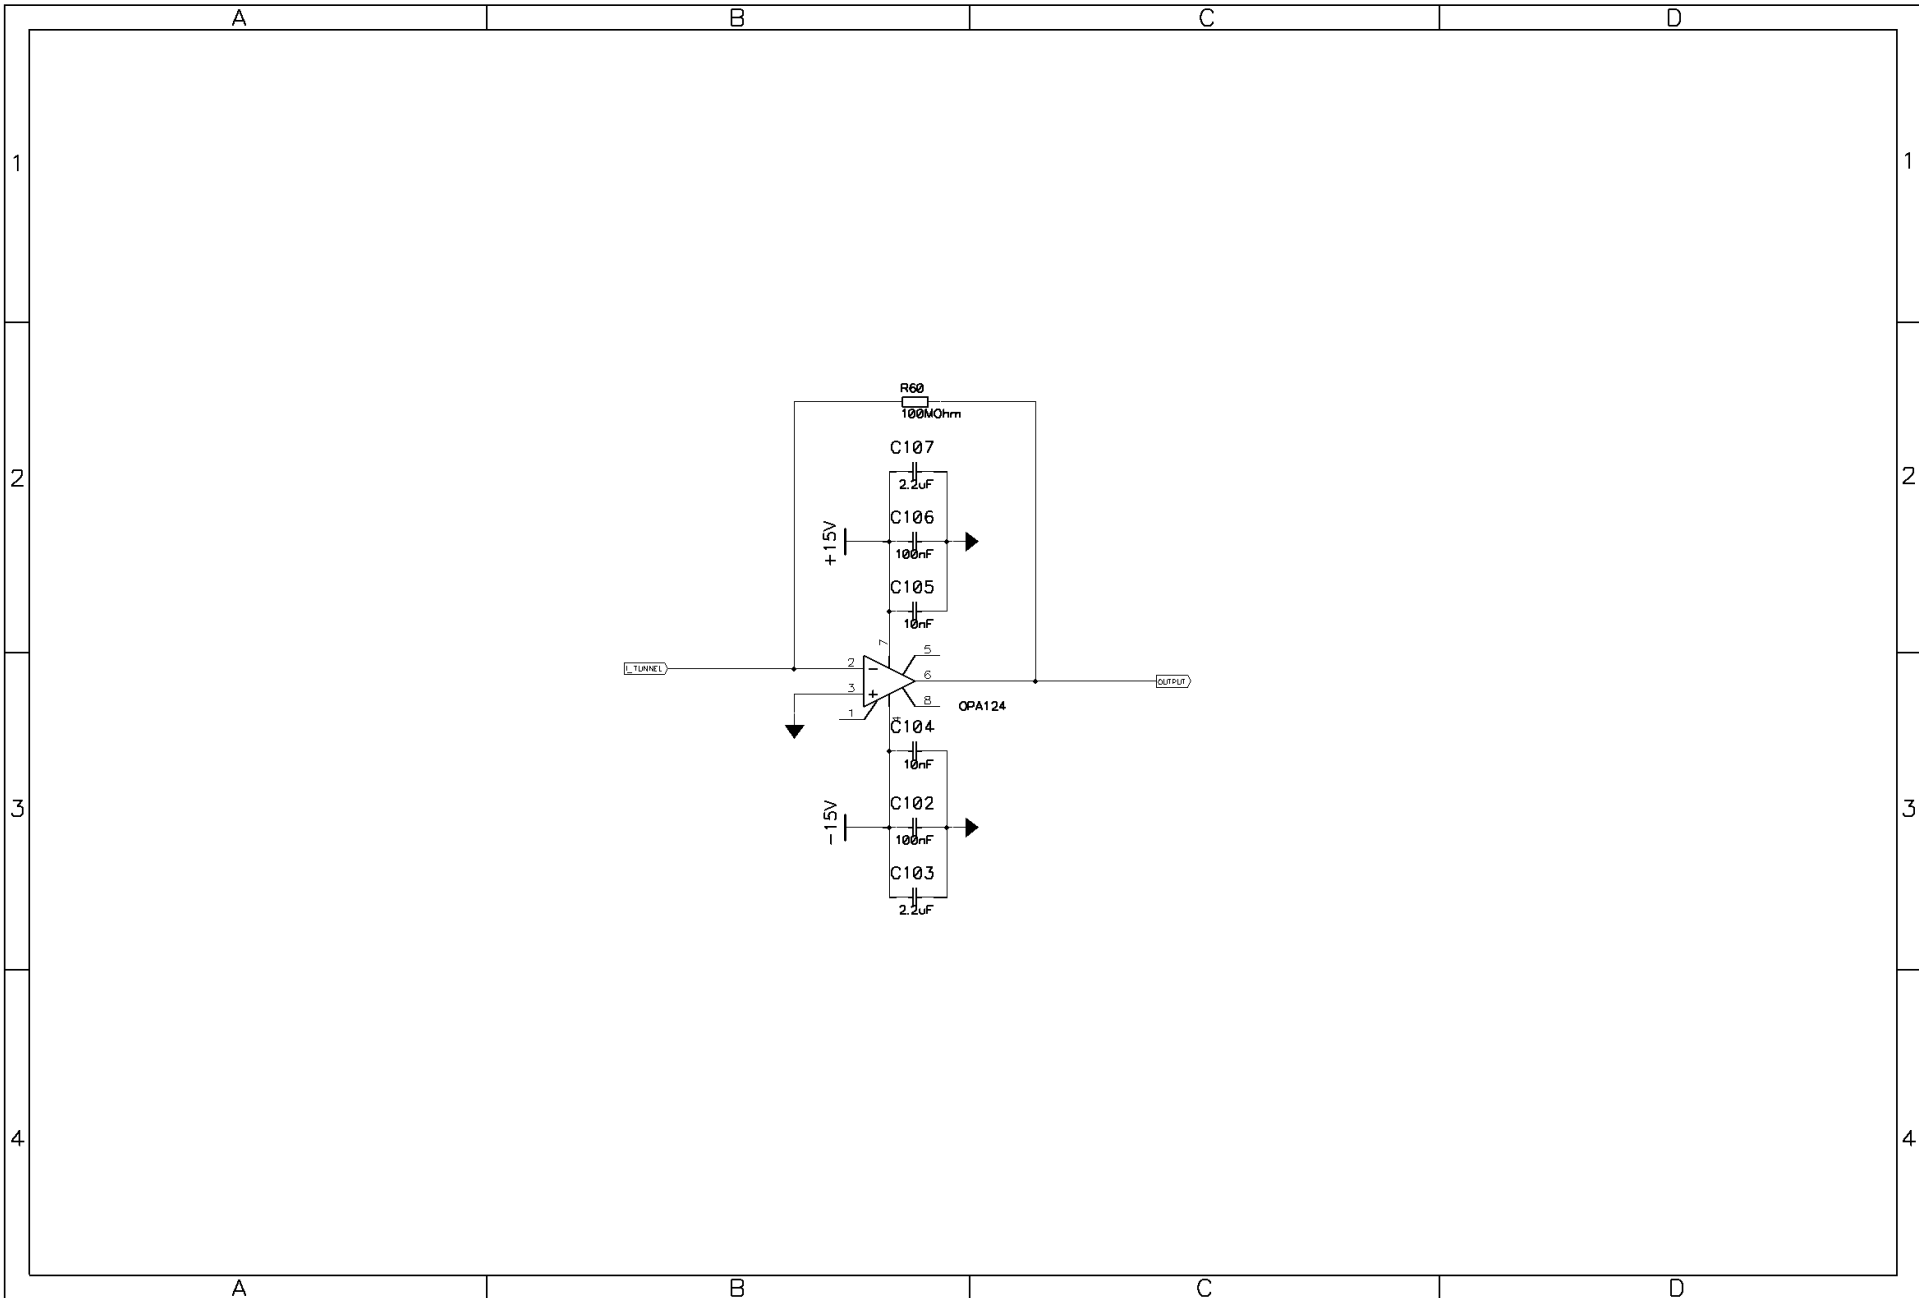 A B C D
1 1
R60
100MOhm
C107
2 2
2.2uF
C106
+15V
100nF
C105
10nF
7
5
I_TUNNEL 2 −
6 OUTPUT
3 +
8 OPA124
1
4
C104
10nF
C102
3 3
-15V
100nF
C103
2.2uF
4 4
A B C D